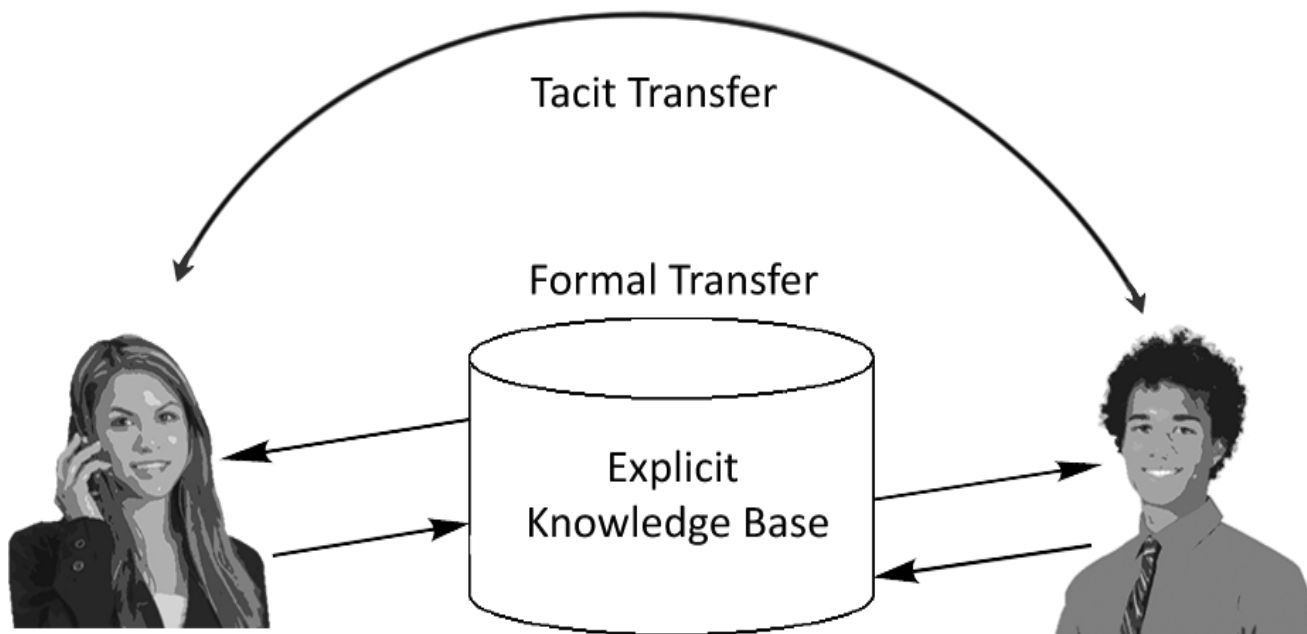 Tacit Transfer
Formal Transfer
Explicit
Knowledge Base